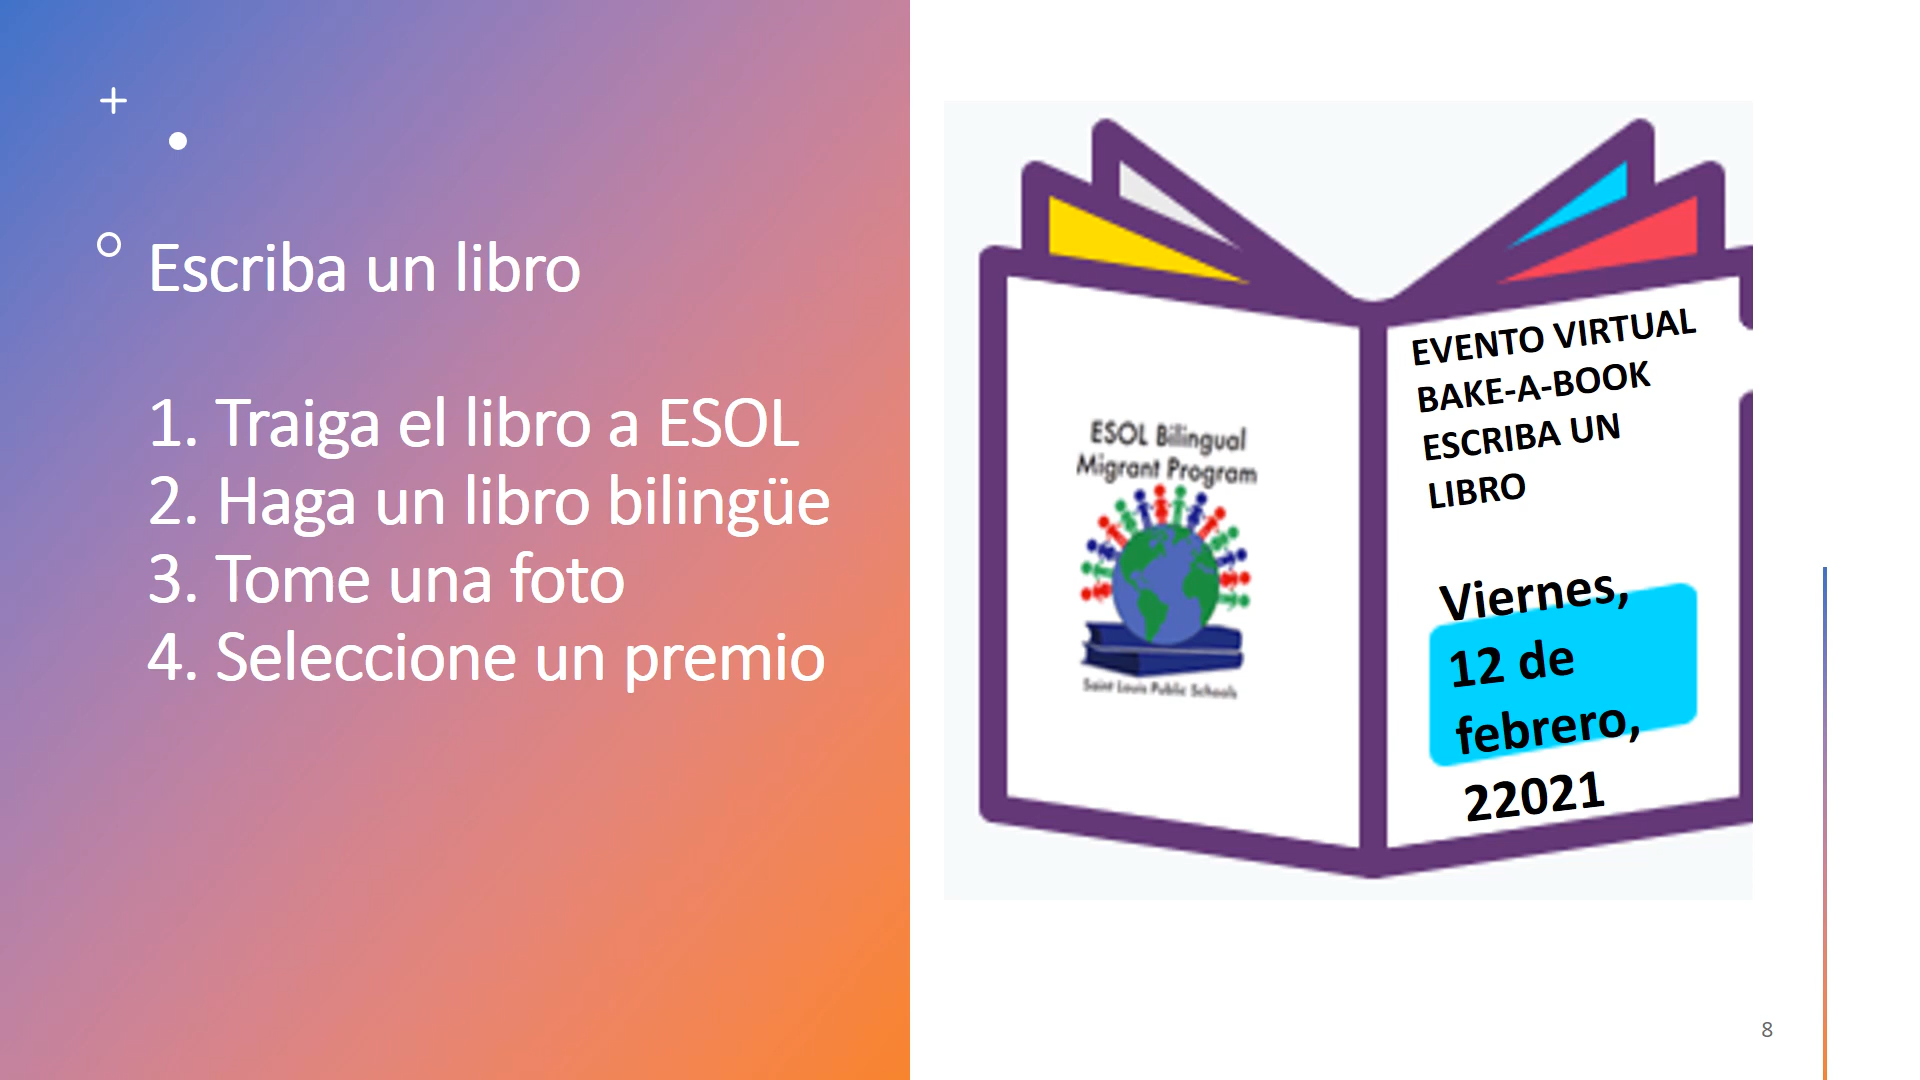 Escriba un libro
1. Traiga el libro a ESOL
2. Haga un libro bilingüe
3. Tome una foto
4. Seleccione un premio
ESOL Bilingual
Migrant Program
Saint Louis Public Schools
EVENTO VIRTUAL
BAKE-A-BOOK
ESCRIBA UN
LIBRO
Viernes,
12 de
febrero,
22021
8